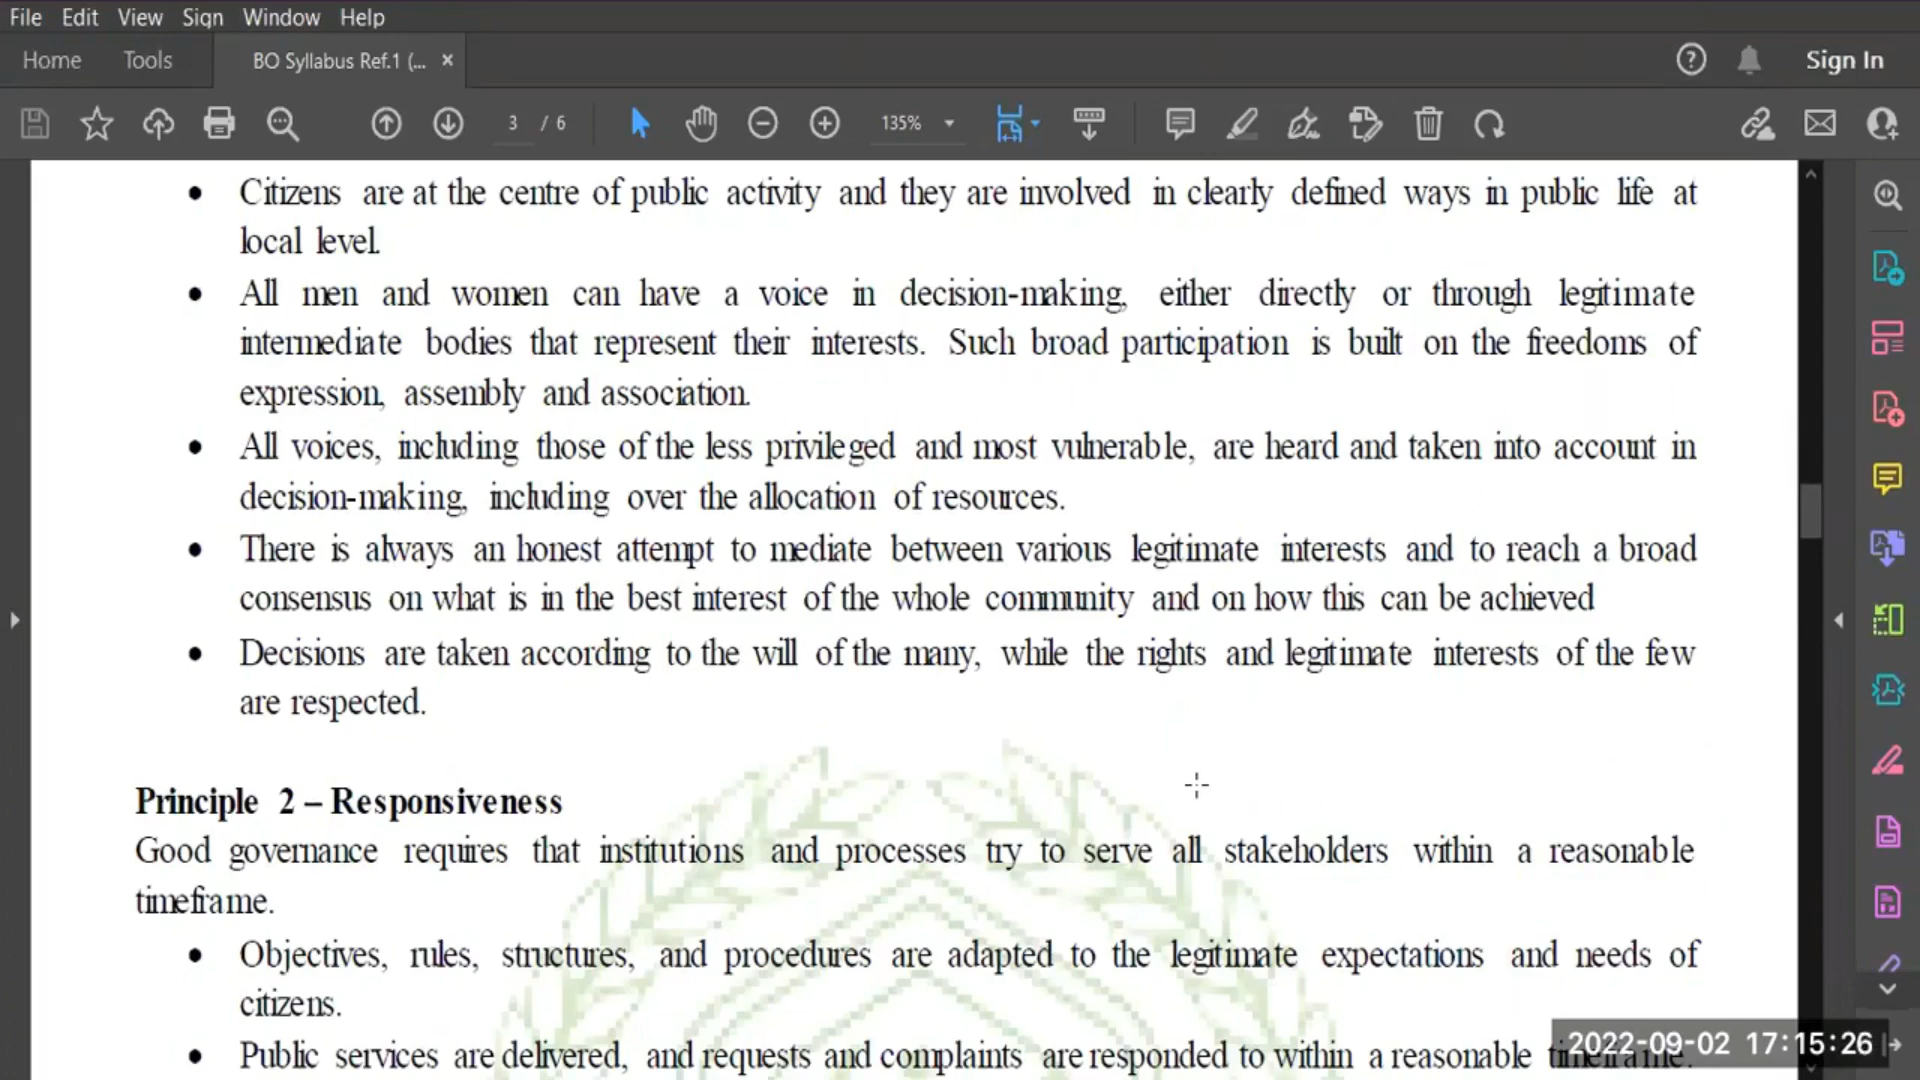 File Edit View Sign Window Help
Home Tools BO Syllabus Ref.1 (... × Sign In
3 / 6 135%
• Citizens are at the centre of public activity and they are involved in clearly defined ways in public life at
local level.
• All men and women can have a voice in decision-making, either directly or through legitimate
intermediate bodies that represent their interests. Such broad participation is built on the freedoms of
expression, assembly and association.
• All voices, including those of the less privileged and most vulnerable, are heard and taken into account in
decision-making, including over the allocation of resources.
• There is always an honest attempt to mediate between various legitimate interests and to reach a broad
consensus on what is in the best interest of the whole community and on how this can be achieved
• Decisions are taken according to the will of the many, while the rights and legitimate interests of the few
are respected.
Principle 2 – Responsiveness
Good governance requires that institutions and processes try to serve all stakeholders within a reasonable
timeframe.
• Objectives, rules, structures, and procedures are adapted to the legitimate expectations and needs of
citizens.
• Public services are delivered, and requests and complaints are responded to within a reasonable timeframe.
2022-09-02 17:15:26